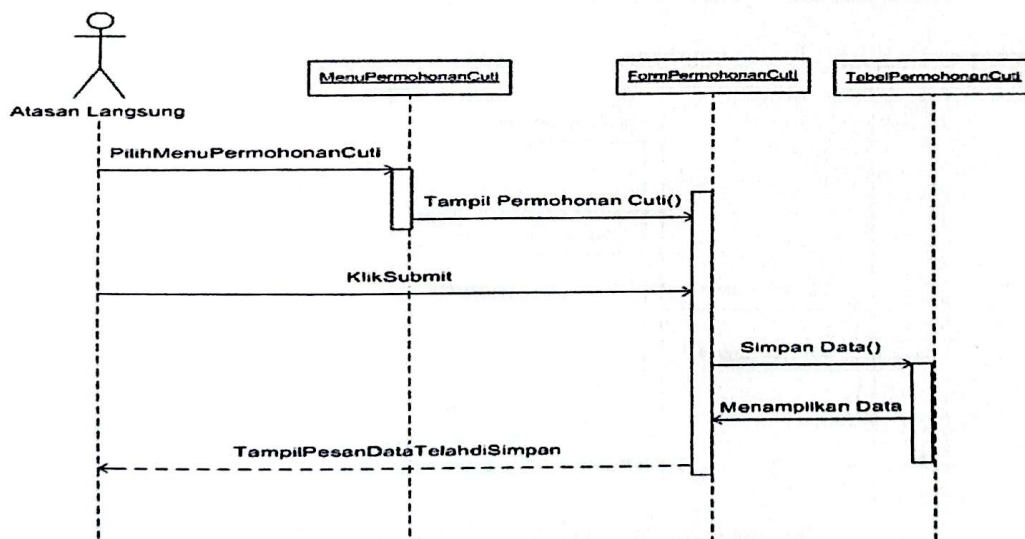 MenuPermohonanCuti
FormPermohonanCuti
TabelPermohonanCuti
Atasan Langsung
PilihMenuPermohonanCuti
Tampil Permohonan Cuti()
KlikSubmit
Simpan Data()
Menampilkan Data
TampilPesanDataTelahdiSimpan